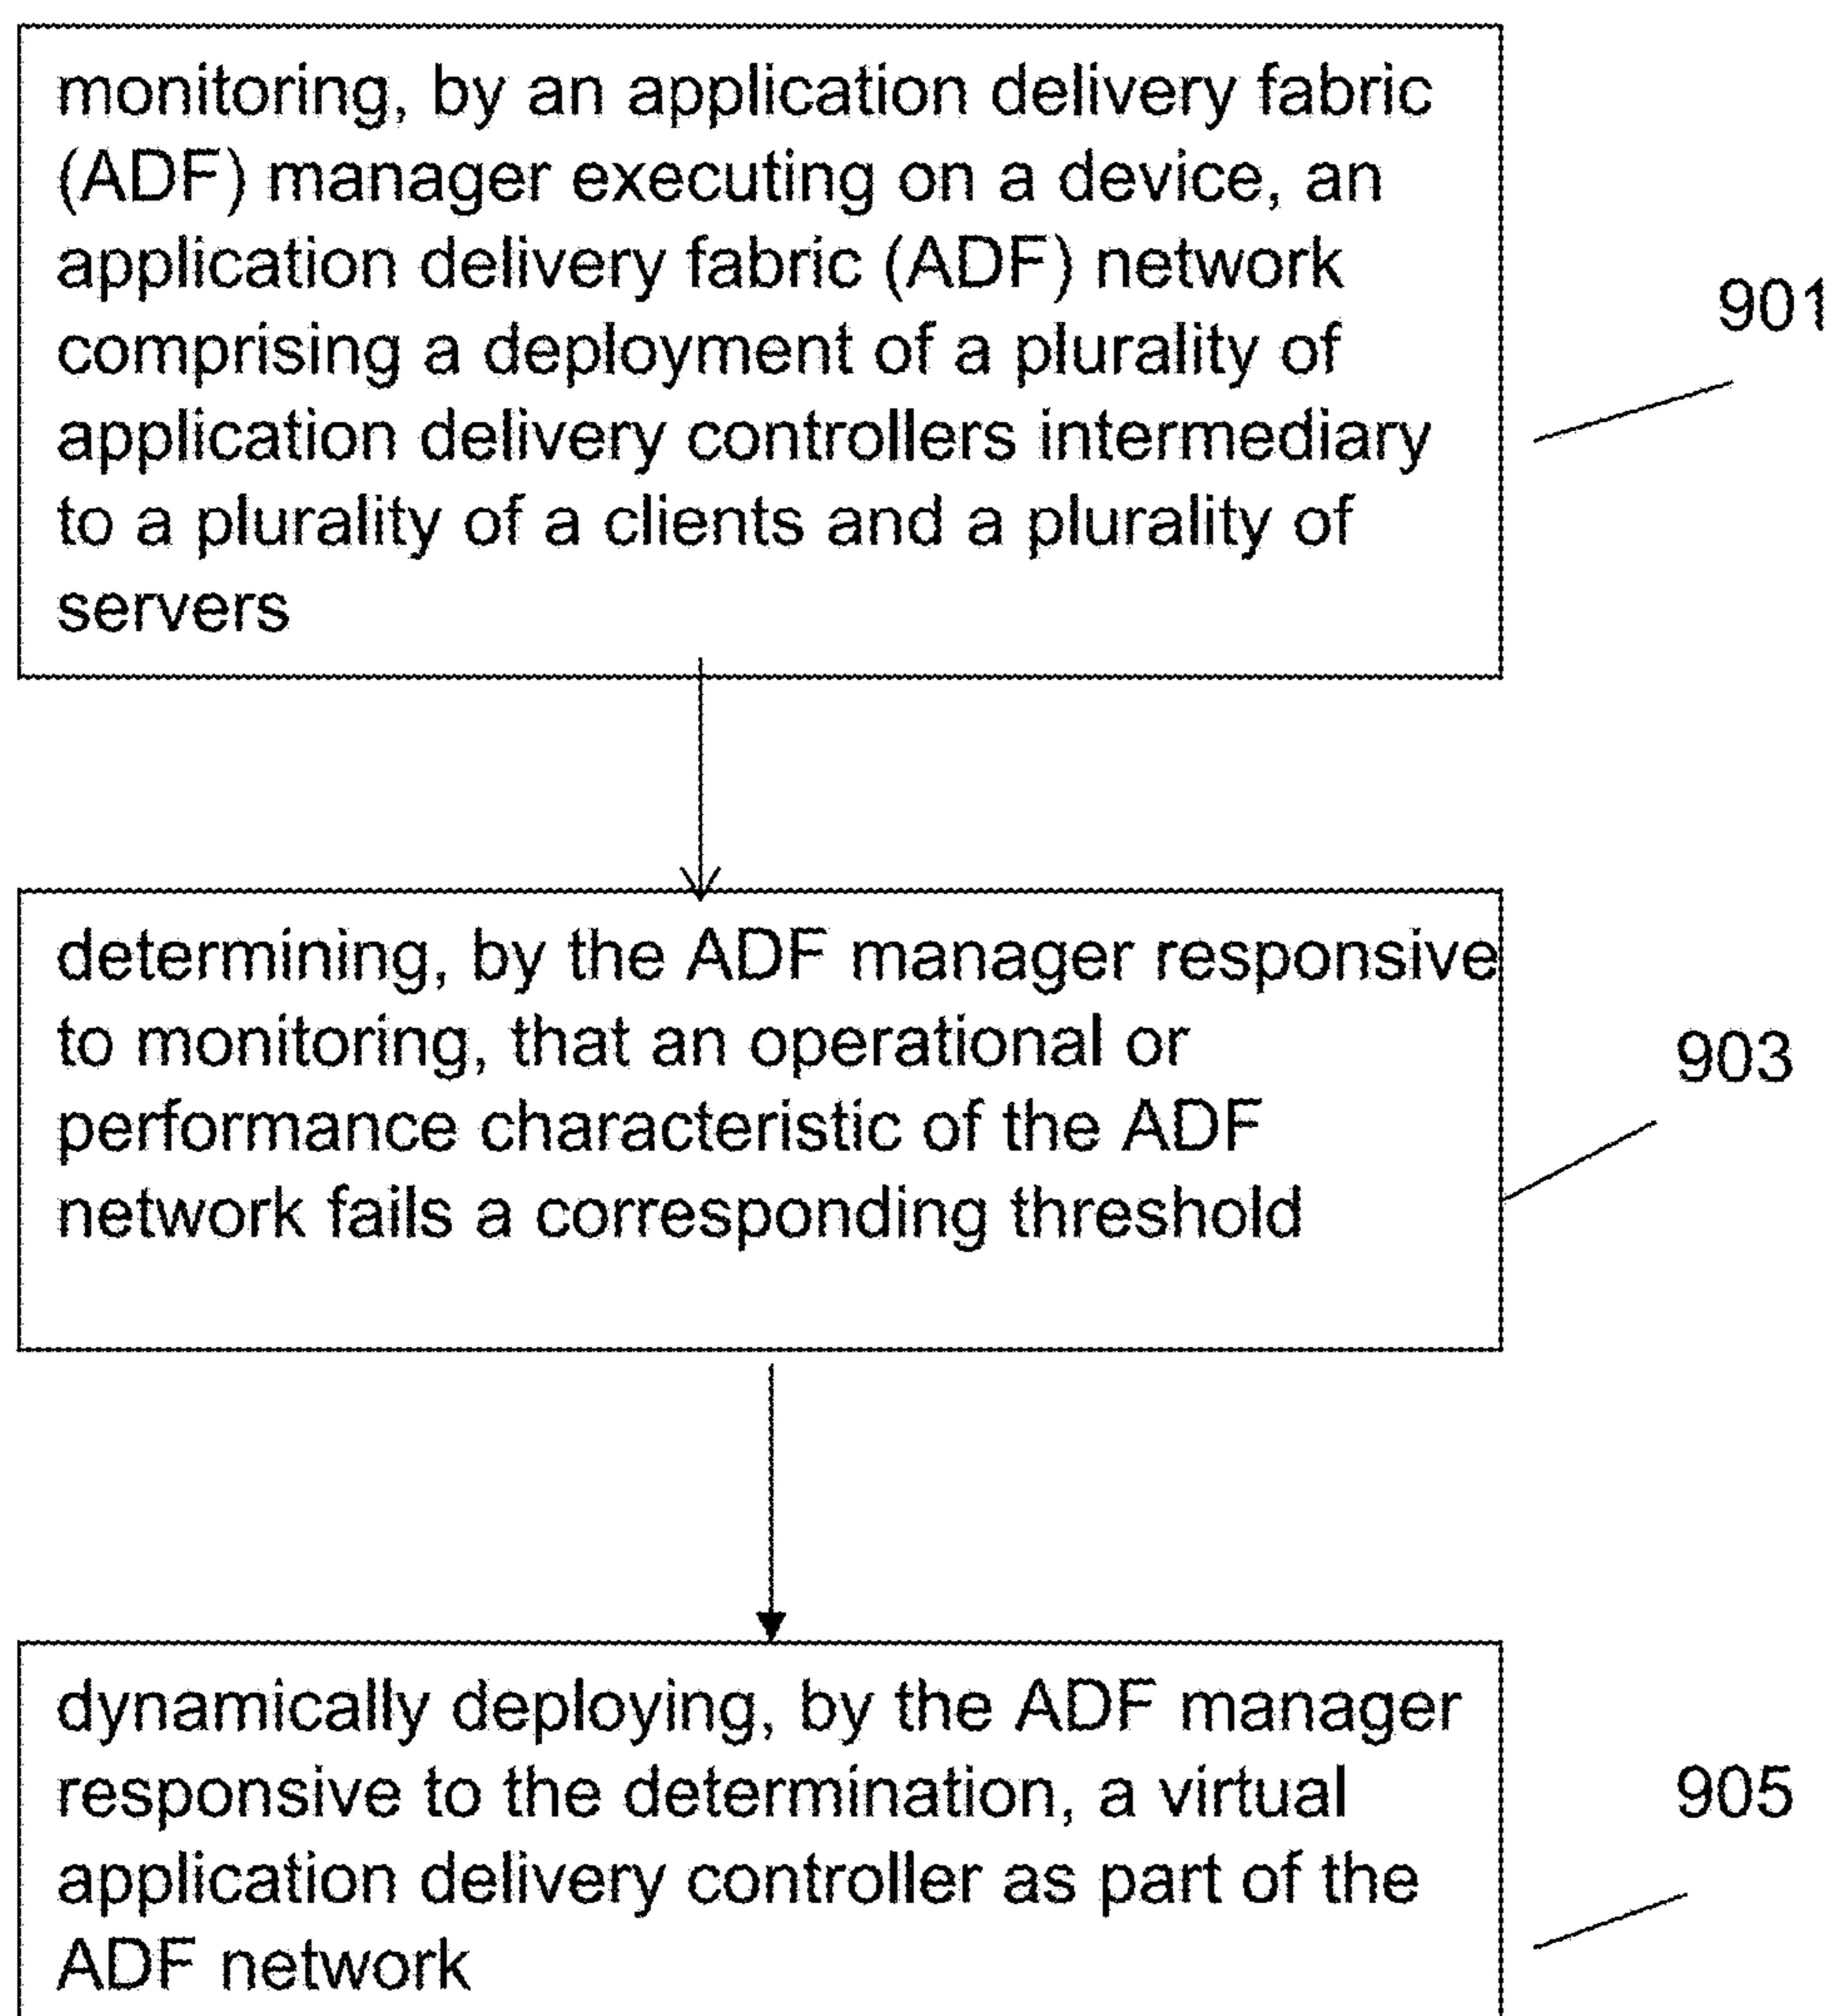 monitoring, by an application delivery fabric
(ADF) manager executing on a device, an
application delivery fabric (ADF) network
comprising a deployment of a plurality of
application delivery controllers intermediary
to a plurality of a clients and a plurality of
servers
901
determining, by the ADF manager responsive
to monitoring, that an operational or
performance characteristic of the ADF
network fails a corresponding threshold
903
dynamically deploying, by the ADF manager
responsive to the determination, a virtual
application delivery controller as part of the
ADF network
905